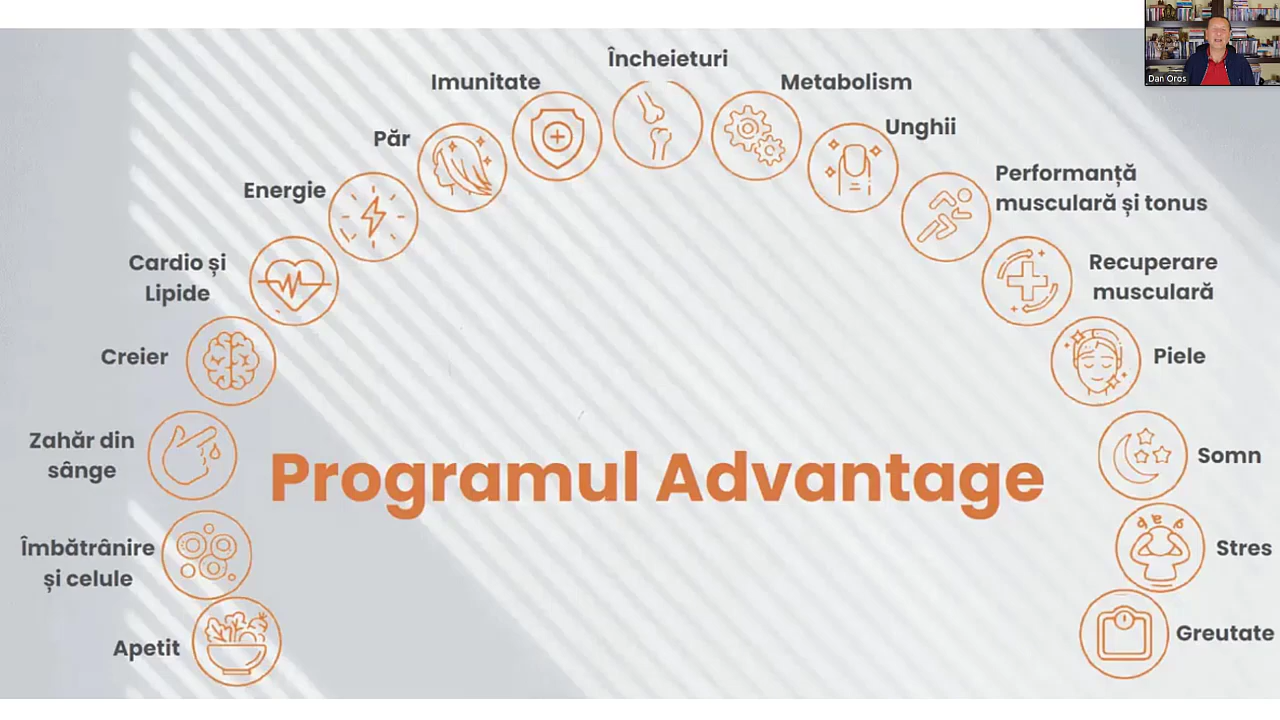 Încheieturi
Imunitate
Metabolism
Păr
Unghii
Energie
Performanță
musculară și tonus
Cardio și
Lipide
Recuperare
musculară
Creier
Piele
Zahăr din
sânge
Somn
Programul Advantage
Îmbătrânire
și celule
Stres
Apetit
Greutate
Dan Oros